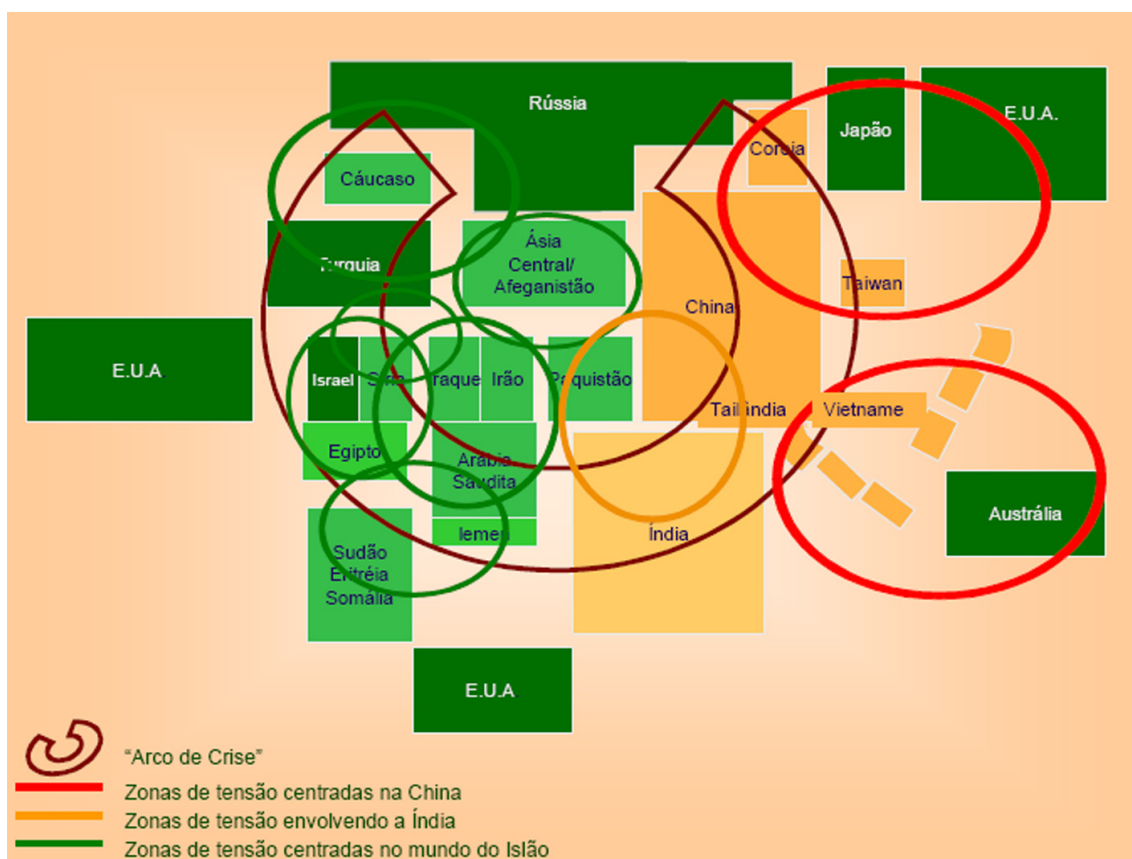 Rússia
Japão
E.U.A.
Coreia
Cáucaso
Turquia
Ásia
Central/
Afeganistão
China
Taiwan
E.U.A
Israel
Síria
Iraque
Irão
Paquistão
Tailândia
Vietname
Egipto
Arábia
Saudita
Iemen
Índia
Austrália
Sudão
Eritréia
Somália
E.U.A
“Arco de Crise”
Zonas de tensão centradas na China
Zonas de tensão envolvendo a Índia
Zonas de tensão centradas no mundo do Islão